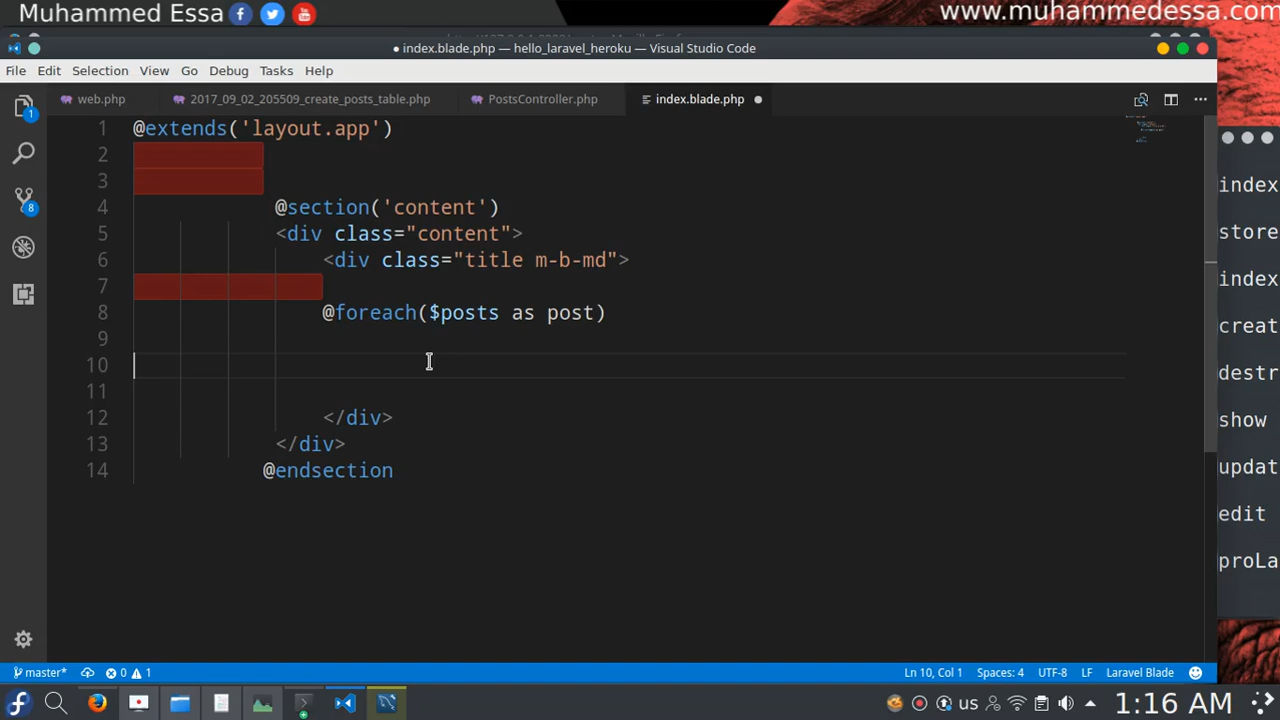 Muhammed Essa
www.muhammedessa.com
● index.blade.php — hello_laravel_heroku — Visual Studio Code
File Edit Selection View Go Debug Tasks Help
web.php 2017_09_02_205509_create_posts_table.php PostsController.php index.blade.php ●
1 @extends('layout.app')
2
3
4 @section('content')
5 <div class="content">
6 <div class="title m-b-md">
7
8 @foreach($posts as post)
9
10
11
12 </div>
13 </div>
14 @endsection
1
8
index
store
index
creat
destr
show
updat
edit
proLa
master* 0 1 Ln 10, Col 1 Spaces: 4 UTF-8 LF Laravel Blade
us 1:16 AM